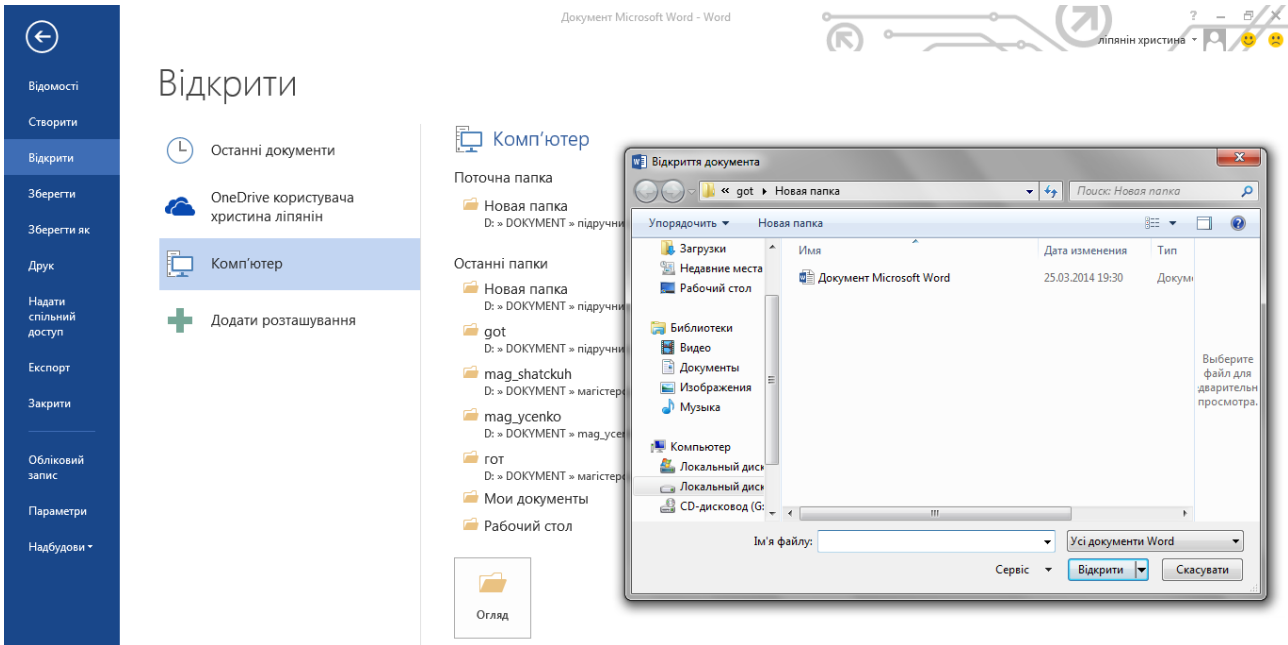 Документ Microsoft Word - Word
ліпянін христина
Відомості
Створити
Відкрити
Зберегти
Зберегти як
Друк
Надати
спільний
доступ
Експорт
Закрити
Обліковий
запис
Параметри
Надбудови
Відкрити
Останні документи
OneDrive користувача
христина ліпянін
Комп'ютер
Додати розташування
Комп'ютер
Поточна папка
Новая папка
D: » DOKYMENT » підручни
Останні папки
Новая папка
D: » DOKYMENT » підручни
got
D: » DOKYMENT » підручни
mag_shatckuh
D: » DOKYMENT » магістерс
mag_ycenko
D: » DOKYMENT » mag_ycen
гот
D: » DOKYMENT » магістерс
Мои документы
Рабочий стол
Огляд
Відкриття документа
« got Новая папка
Поиск: Новая папка
Упорядочить Новая папка
Загрузки
Недавние места
Рабочий стол
Библиотеки
Видео
Документы
Изображения
Музыка
Компьютер
Локальный диск
Локальный диск
CD-дисковод (G:
Имя Дата изменения Тип
Документ Microsoft Word 25.03.2014 19:30 Докуме
Выберите
файл для
дварительн
просмотра.
Ім'я файлу:
Усі документи Word
Сервіс Відкрити Скасувати